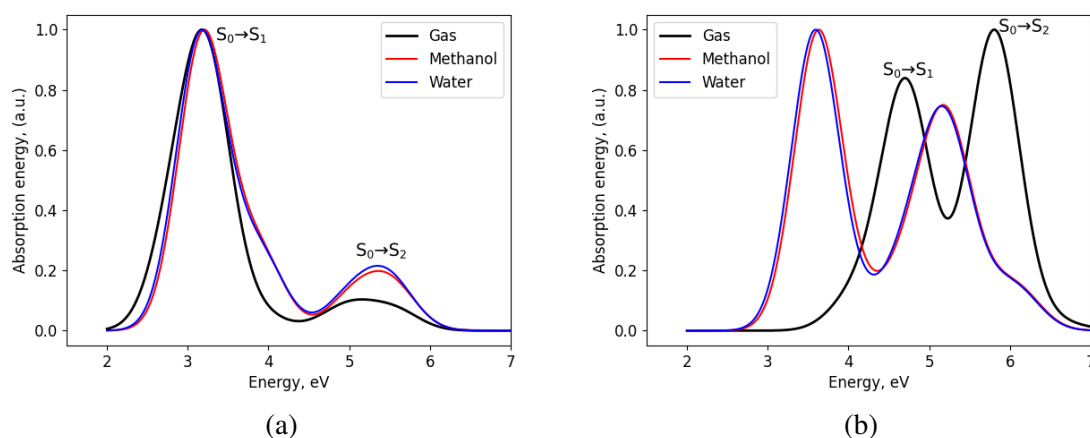 S₀→S₁
S₀→S₂
Gas
Methanol
Water
1.0
0.8
0.6
0.4
0.2
0.0
Absorption energy, (a.u.)
2 3 4 5 6 7
Energy, eV
(a)
S₀→S₂
S₀→S₁
Gas
Methanol
Water
1.0
0.8
0.6
0.4
0.2
0.0
Absorption energy, (a.u.)
2 3 4 5 6 7
Energy, eV
(b)